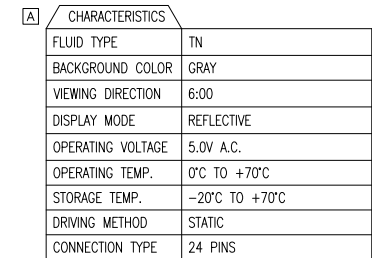 A CHARACTERISTICS
FLUID TYPE TN
BACKGROUND COLOR GRAY
VIEWING DIRECTION 6:00
DISPLAY MODE REFLECTIVE
OPERATING VOLTAGE 5.0V A.C.
OPERATING TEMP. 0°C TO +70°C
STORAGE TEMP. −20°C TO +70°C
DRIVING METHOD STATIC
CONNECTION TYPE 24 PINS